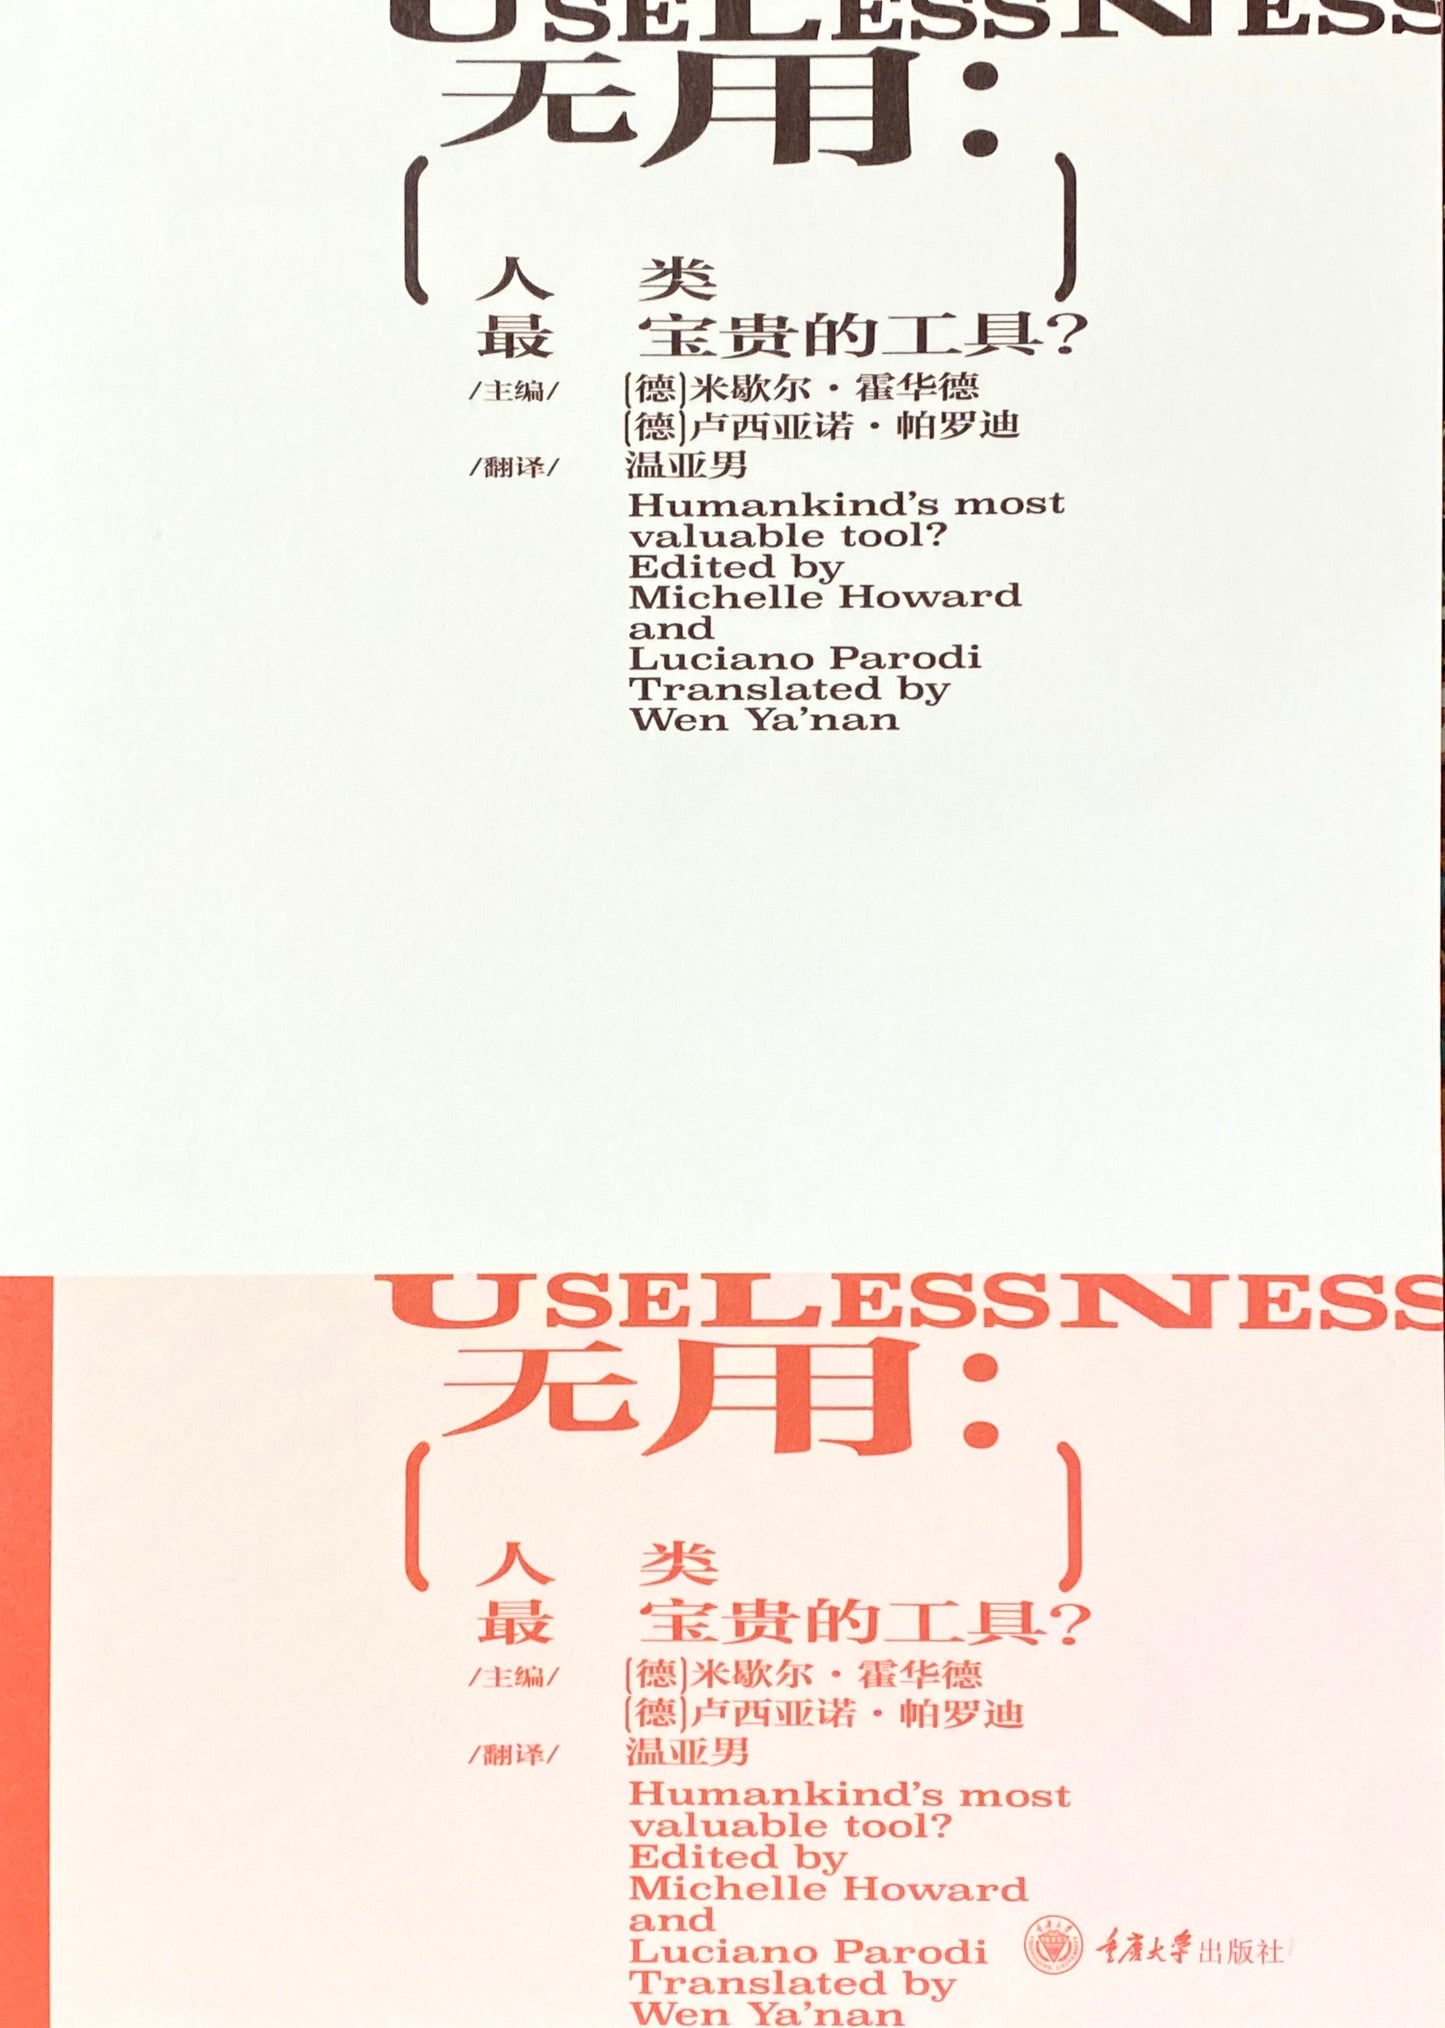 USELESSNESS
无用：
人 类
最 宝贵的工具？
/主编/ [德]米歇尔·霍华德
[德]卢西亚诺·帕罗迪
/翻译/ 温亚男
Humankind’s most
valuable tool?
Edited by
Michelle Howard
and
Luciano Parodi
Translated by
Wen Ya’nan
USELESSNESS
无用：
人 类
最 宝贵的工具？
/主编/ [德]米歇尔·霍华德
[德]卢西亚诺·帕罗迪
/翻译/ 温亚男
Humankind’s most
valuable tool?
Edited by
Michelle Howard
and
Luciano Parodi
Translated by
Wen Ya’nan
重庆大学出版社